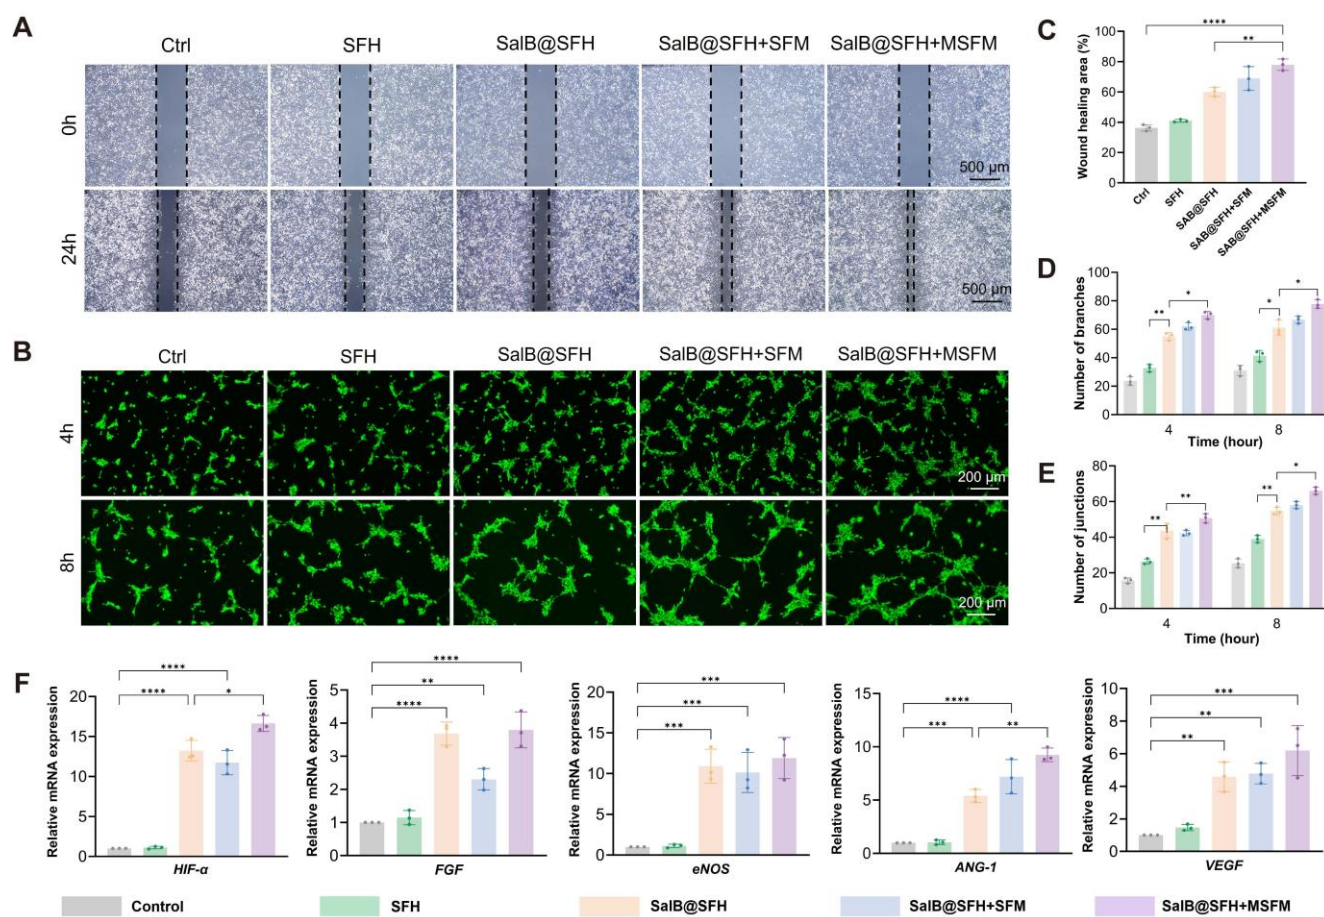 A
Ctrl
SFH
SalB@SFH
SalB@SFH+SFM
SalB@SFH+MSFM
0h
500 µm
24h
500 µm
B
Ctrl
SFH
SalB@SFH
SalB@SFH+SFM
SalB@SFH+MSFM
4h
200 µm
8h
200 µm
C
Wound healing area (%)
100
80
60
40
20
0
****
**
Ctrl
SFH
SAB@SFH
SAB@SFH+SFM
SAB@SFH+MSFM
D
Number of branches
100
80
60
40
20
0
**
*
*
*
4
8
Time (hour)
E
Number of junctions
80
60
40
20
0
**
**
**
*
4
8
Time (hour)
F
Relative mRNA expression
20
15
10
5
0
****
****
*
HIF-α
Relative mRNA expression
5
4
3
2
1
0
****
**
****
FGF
Relative mRNA expression
20
15
10
5
0
***
***
***
eNOS
Relative mRNA expression
15
10
5
0
****
***
**
ANG-1
Relative mRNA expression
10
8
6
4
2
0
***
**
**
VEGF
Control
SFH
SalB@SFH
SalB@SFH+SFM
SalB@SFH+MSFM